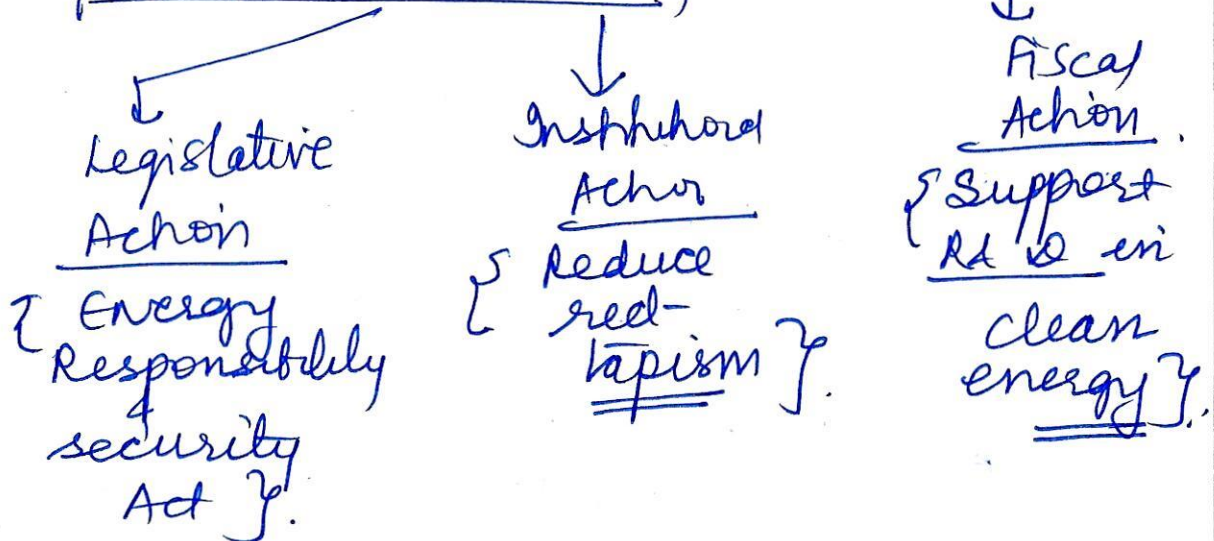 Legislative
Action
{ Energy
Responsibility
&
security
Act }.
Institutional
Action
{ Reduce
red-
tapism }.
Fiscal
Action.
{ Support
R & D in
clean
energy }.